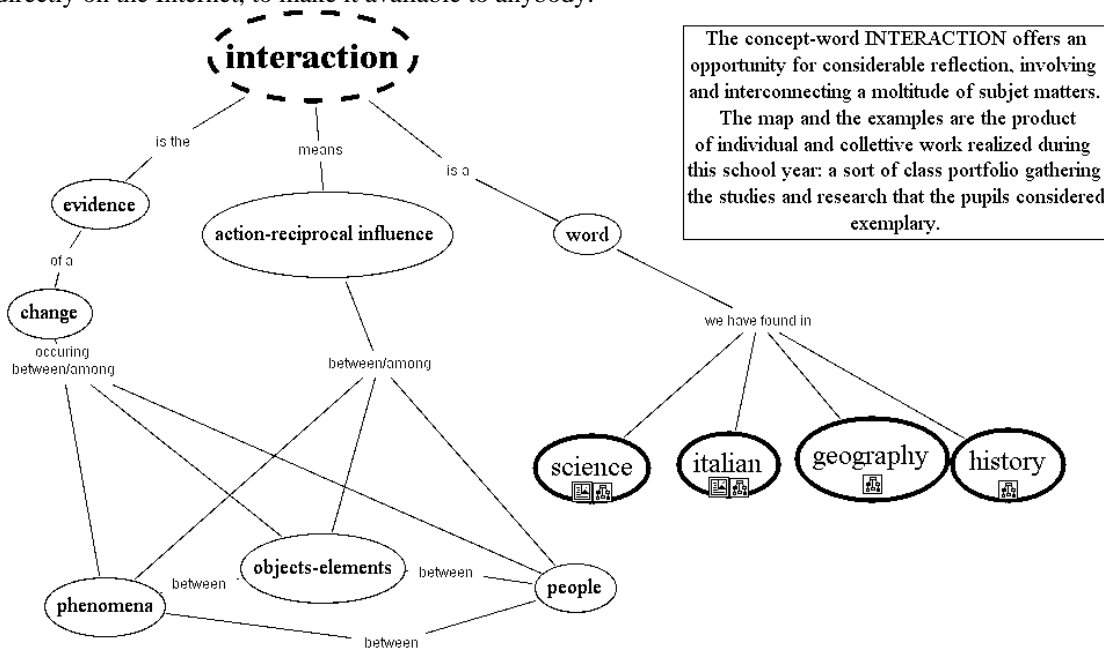 directly on the Internet, to make it available to anybody.
interaction
The concept-word INTERACTION offers an
opportunity for considerable reflection, involving
and interconnecting a moltitude of subjet matters.
The map and the examples are the product
of individual and collettive work realized during
this school year: a sort of class portfolio gathering
the studies and research that the pupils considered
exemplary.
is the
means
is a
evidence
action-reciprocal influence
word
of a
change
we have found in
occuring
between/among
between/among
science
italian
geography
history
objects-elements
between
between
people
phenomena
between